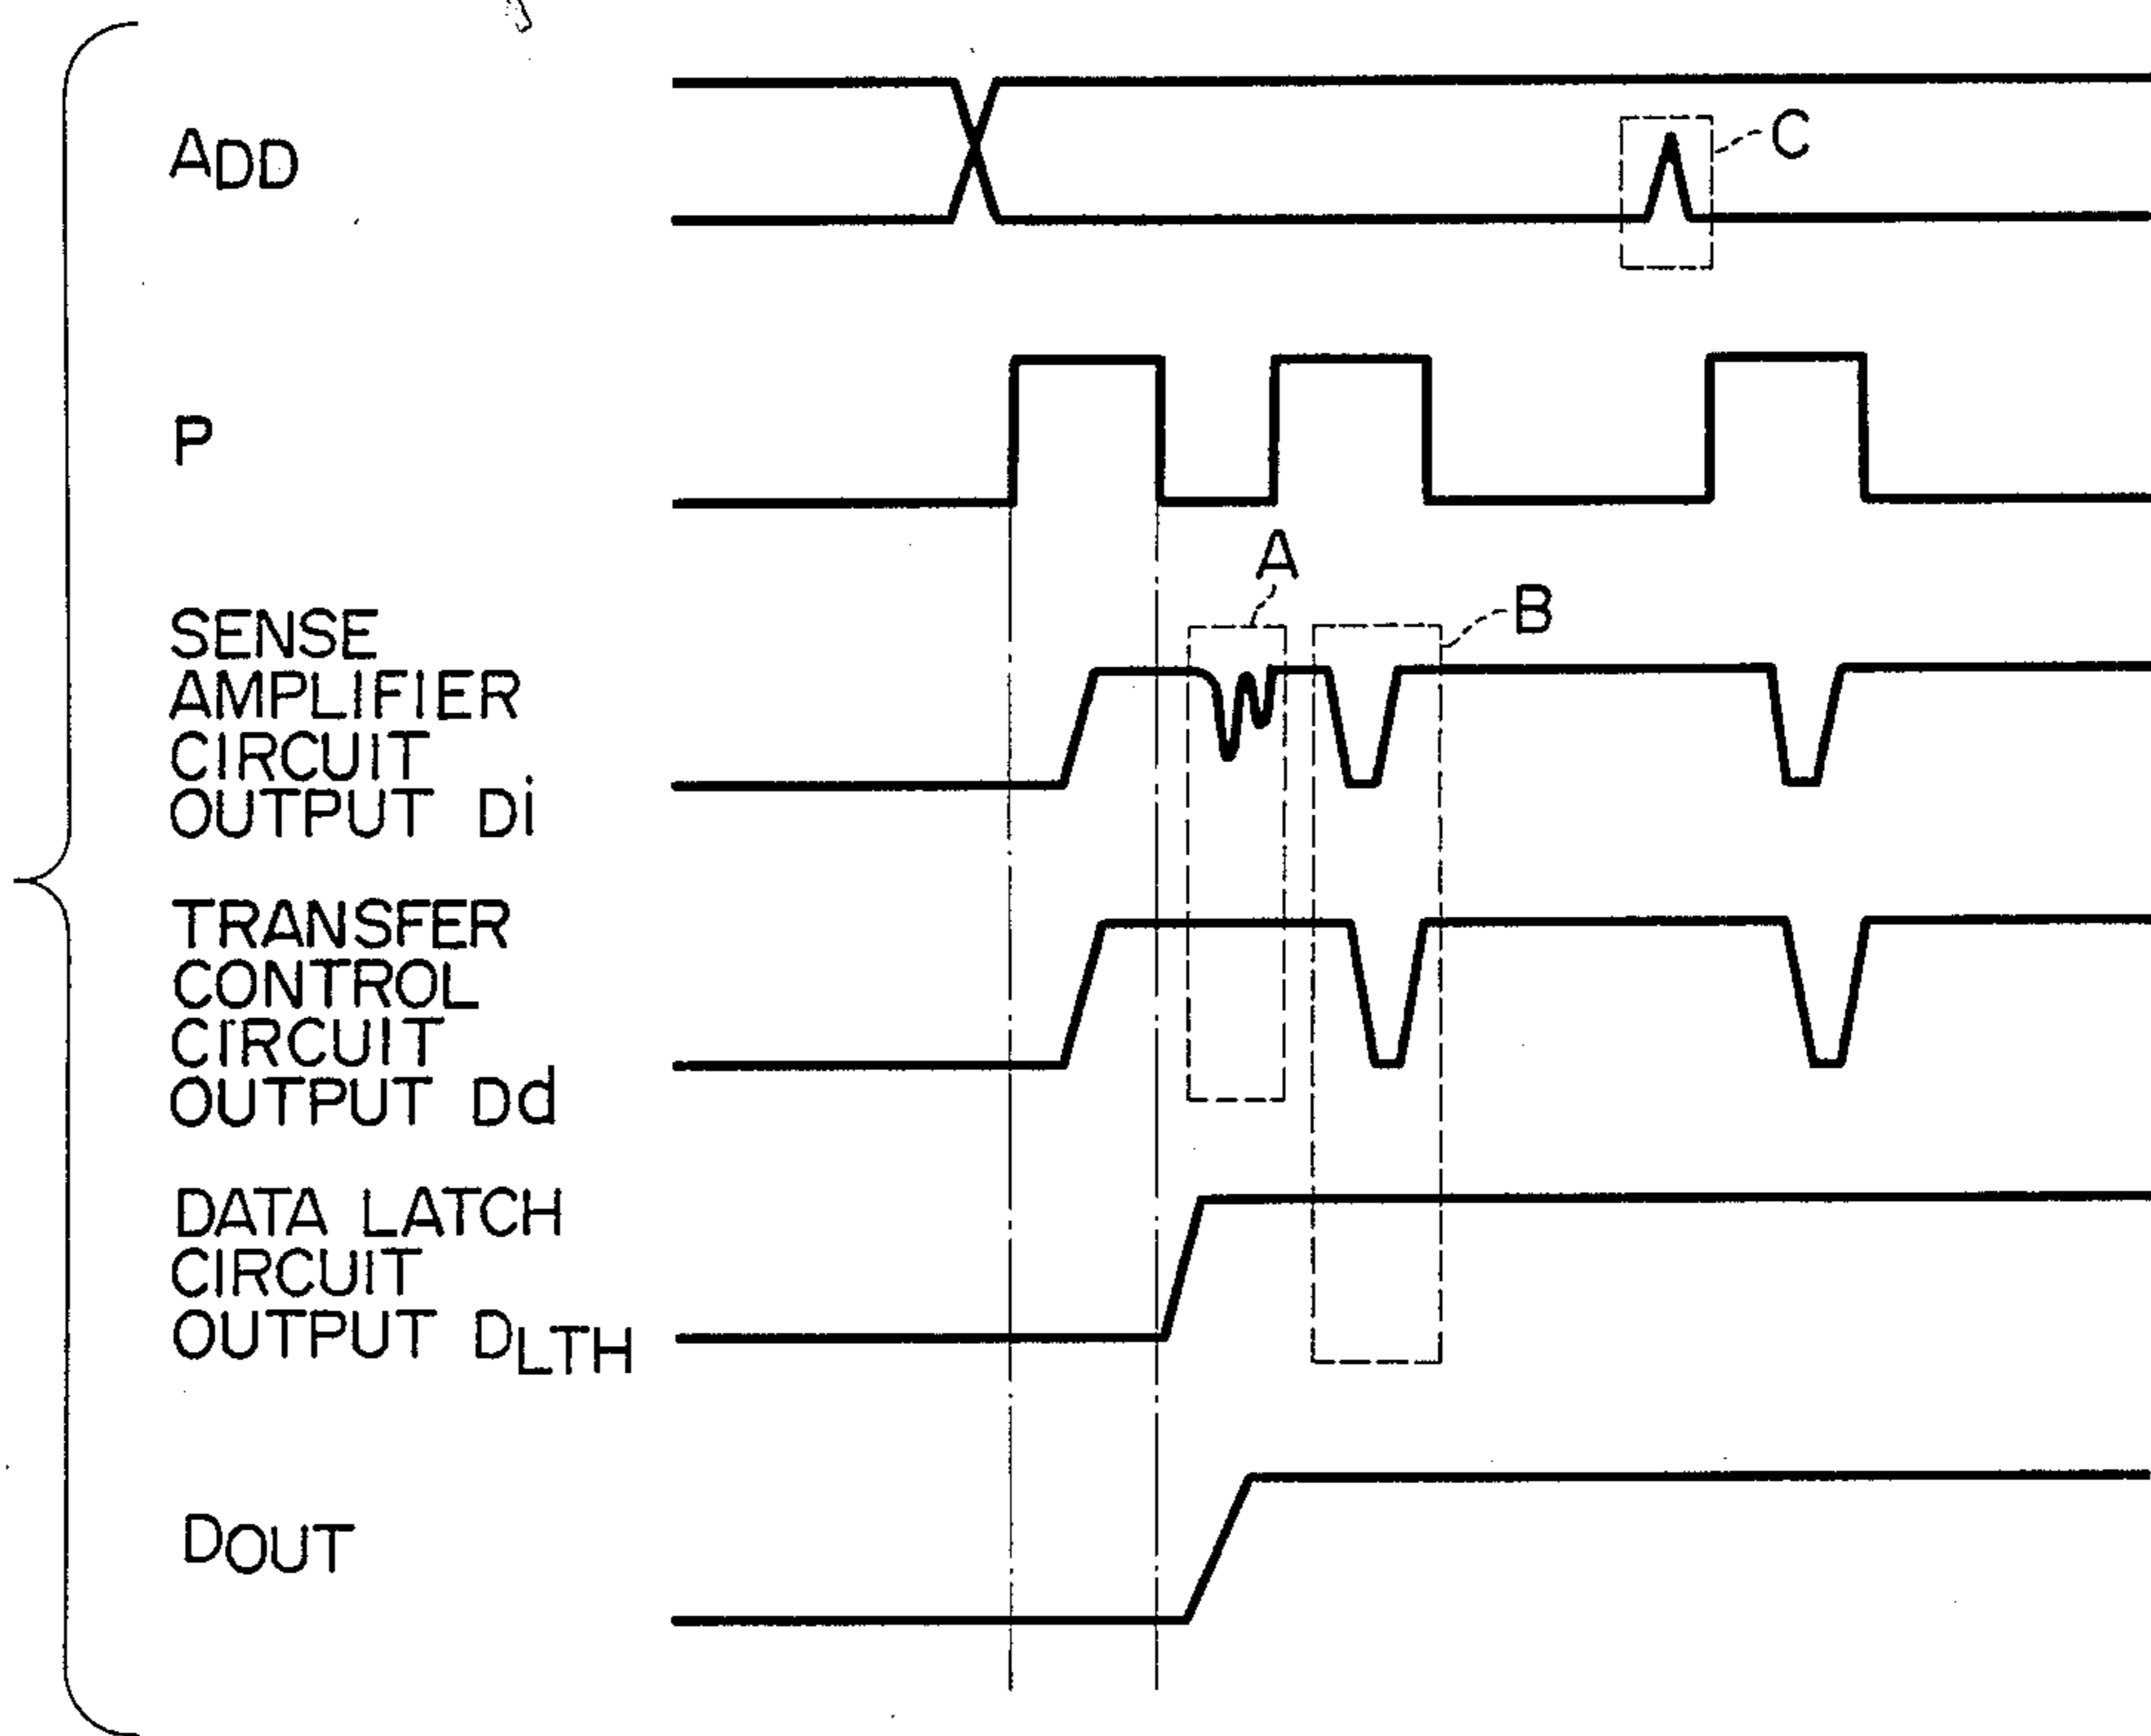 ADD
C
P
A
B
SENSE
AMPLIFIER
CIRCUIT
OUTPUT Di
TRANSFER
CONTROL
CIRCUIT
OUTPUT Dd
DATA LATCH
CIRCUIT
OUTPUT DLTH
DOUT